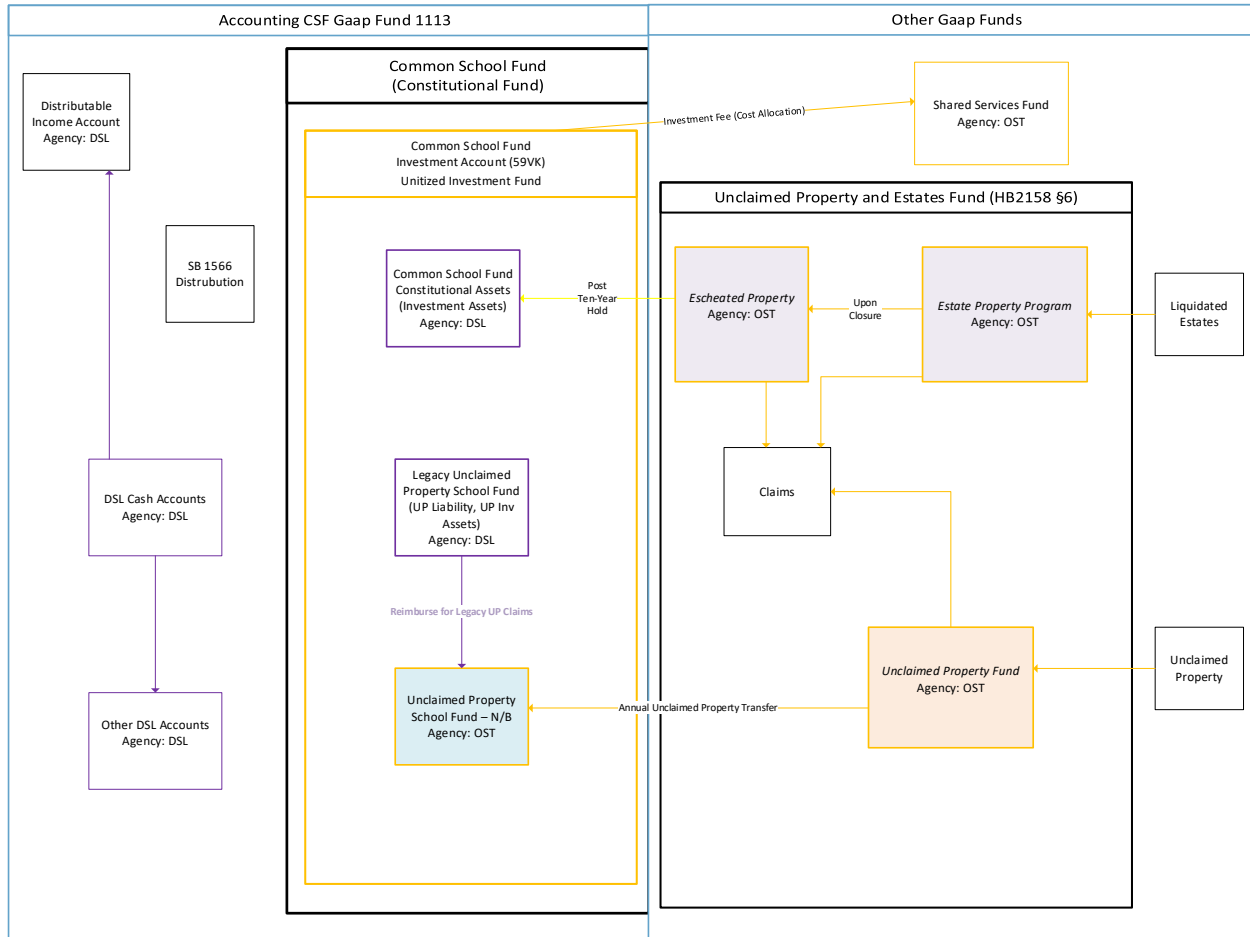 Accounting CSF Gaap Fund 1113
Other Gaap Funds
Common School Fund
(Constitutional Fund)
Distributable
Income Account
Agency: DSL
Shared Services Fund
Agency: OST
Investment Fee (Cost Allocation)
Common School Fund
Investment Account (59VK)
Unitized Investment Fund
Unclaimed Property and Estates Fund (HB2158 §6)
SB 1566
Distrubution
Common School Fund
Constitutional Assets
(Investment Assets)
Agency: DSL
Post
Ten-Year
Hold
Escheated Property
Agency: OST
Upon
Closure
Estate Property Program
Agency: OST
Liquidated
Estates
DSL Cash Accounts
Agency: DSL
Legacy Unclaimed
Property School Fund
(UP Liability, UP Inv
Assets)
Agency: DSL
Claims
Reimburse for Legacy UP Claims
Other DSL Accounts
Agency: DSL
Unclaimed Property
School Fund – N/B
Agency: OST
Annual Unclaimed Property Transfer
Unclaimed Property Fund
Agency: OST
Unclaimed
Property